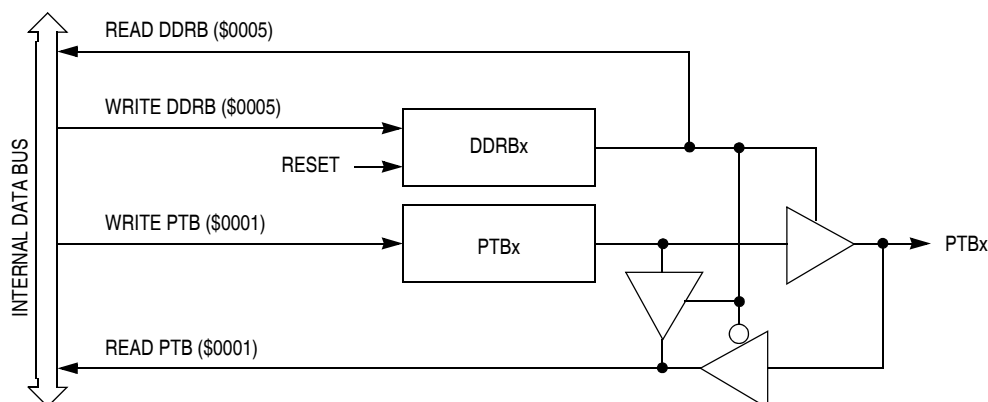 READ DDRB ($0005)
WRITE DDRB ($0005)
DDRBx
RESET
INTERNAL DATA BUS
WRITE PTB ($0001)
PTBx
PTBx
READ PTB ($0001)